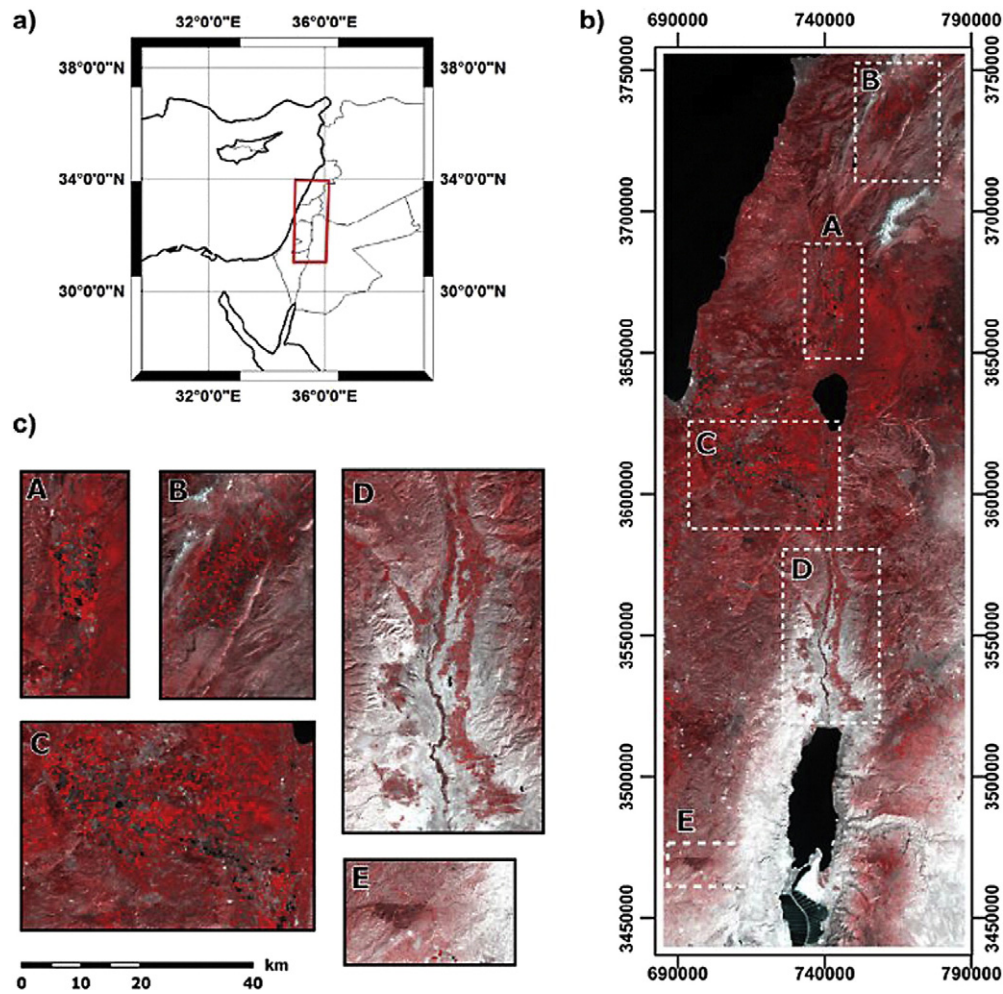 a)
32°0'0"E 36°0'0"E
38°0'0"N 38°0'0"N
34°0'0"N 34°0'0"N
30°0'0"N 30°0'0"N
32°0'0"E 36°0'0"E
b)
690000 740000 790000
3750000 3750000
3700000 3700000
3650000 3650000
3600000 3600000
3550000 3550000
3500000 3500000
3450000 3450000
B
A
C
D
E
690000 740000 790000
c)
A
B
D
C
E
km
0 10 20 40